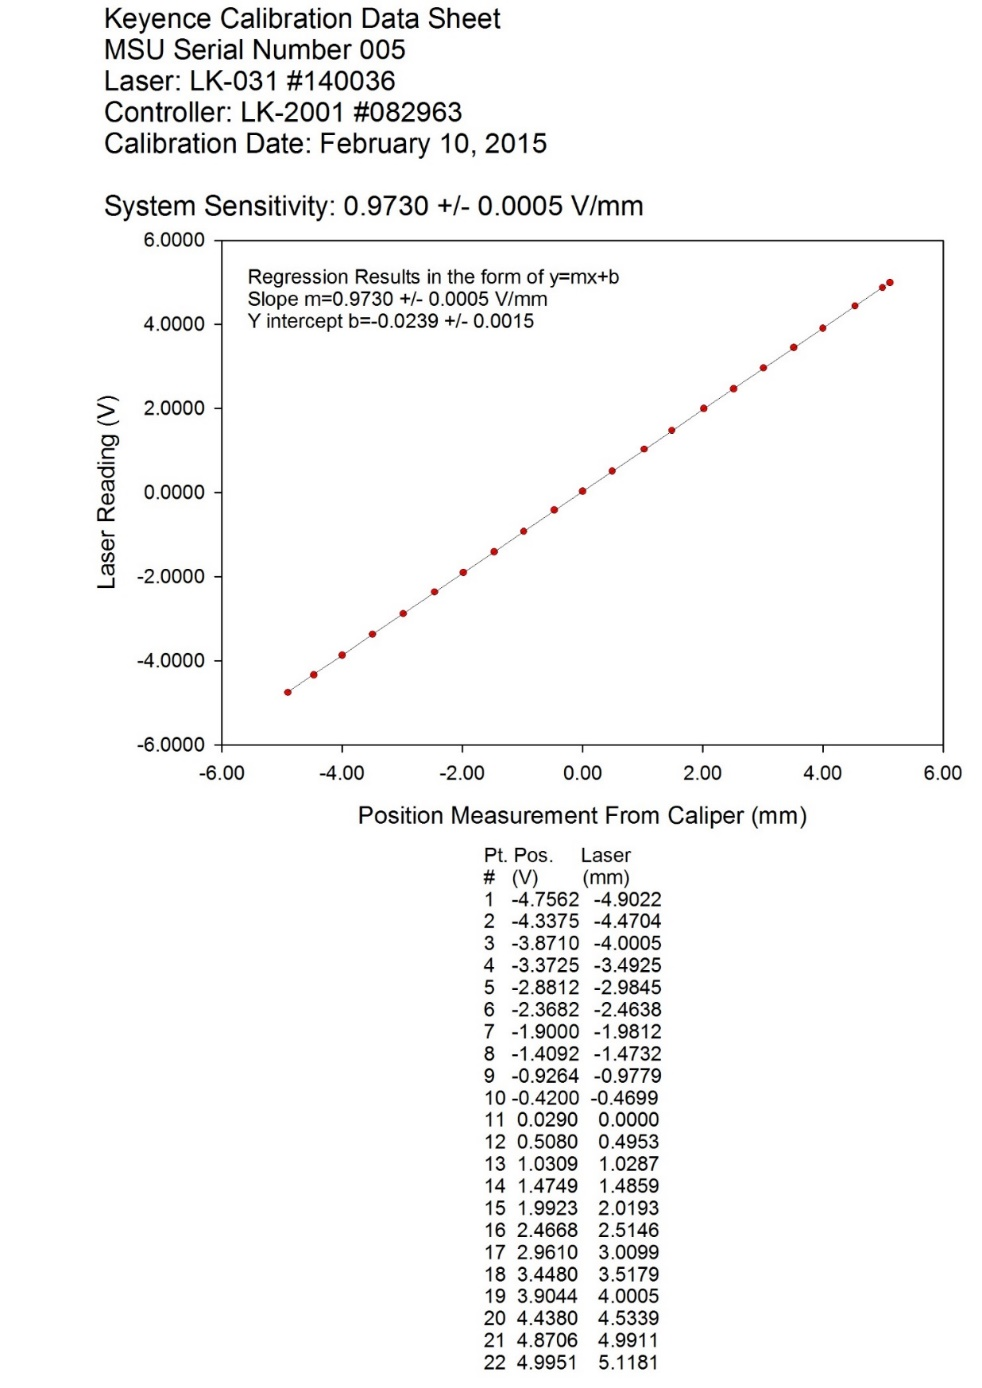 Keyence Calibration Data Sheet
MSU Serial Number 005
Laser: LK-031 #140036
Controller: LK-2001 #082963
Calibration Date: February 10, 2015
System Sensitivity: 0.9730 +/- 0.0005 V/mm
Regression Results in the form of y=mx+b
Slope m=0.9730 +/- 0.0005 V/mm
Y intercept b=-0.0239 +/- 0.0015
Laser Reading (V)
6.0000
4.0000
2.0000
0.0000
-2.0000
-4.0000
-6.0000
-6.00 -4.00 -2.00 0.00 2.00 4.00 6.00
Position Measurement From Caliper (mm)
Pt. Pos. Laser
# (V) (mm)
1 -4.7562 -4.9022
2 -4.3375 -4.4704
3 -3.8710 -4.0005
4 -3.3725 -3.4925
5 -2.8812 -2.9845
6 -2.3682 -2.4638
7 -1.9000 -1.9812
8 -1.4092 -1.4732
9 -0.9264 -0.9779
10 -0.4200 -0.4699
11 0.0290 0.0000
12 0.5080 0.4953
13 1.0309 1.0287
14 1.4749 1.4859
15 1.9923 2.0193
16 2.4668 2.5146
17 2.9610 3.0099
18 3.4480 3.5179
19 3.9044 4.0005
20 4.4380 4.5339
21 4.8706 4.9911
22 4.9951 5.1181